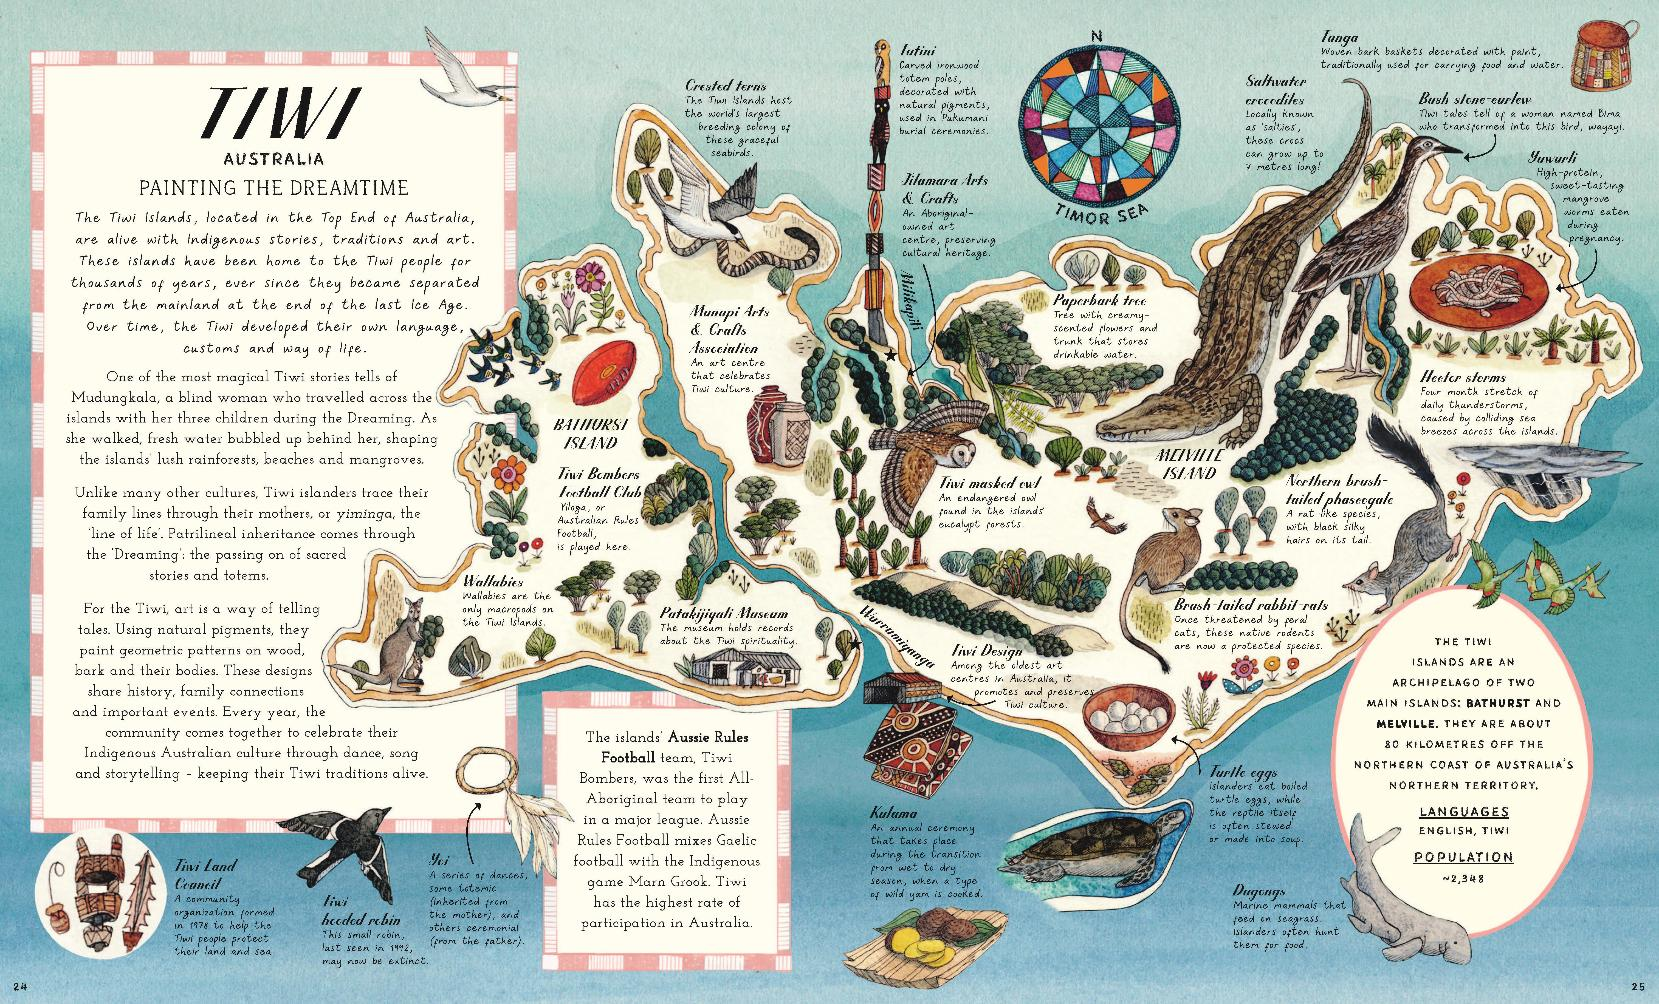 TIWI
AUSTRALIA
PAINTING THE DREAMTIME
The Tiwi Islands, located in the Top End of Australia,
are alive with Indigenous stories, traditions and art.
These islands have been home to the Tiwi people for
thousands of years, ever since they became separated
from the mainland at the end of the last Ice Age.
Over time, the Tiwi developed their own language,
customs and way of life.
One of the most magical Tiwi stories tells of
Mudungkala, a blind woman who travelled across the
islands with her three children during the Dreaming. As
she walked, fresh water bubbled up behind her, shaping
the islands' lush rainforests, beaches and mangroves.
Unlike many other cultures, Tiwi islanders trace their
family lines through their mothers, or yiminga, the
'line of life'. Patrilineal inheritance comes through
the 'Dreaming': the passing on of sacred
stories and totems.
For the Tiwi, art is a way of telling
tales. Using natural pigments, they
paint geometric patterns on wood,
bark and their bodies. These designs
share history, family connections
and important events. Every year, the
community comes together to celebrate their
Indigenous Australian culture through dance, song
and storytelling – keeping their Tiwi traditions alive.
Tiwi Land
Council
A community
organization formed
in 1978 to help the
Tiwi people protect
their land and sea
Tiwi
hooded robin
This small robin,
last seen in 1992,
may now be extinct.
Yoi
A series of dances,
some totemic
(inherited from
the mother), and
others ceremonial
(from the father).
The islands' Aussie Rules
Football team, Tiwi
Bombers, was the first All-
Aboriginal team to play
in a major league. Aussie
Rules Football mixes Gaelic
football with the Indigenous
game Marn Grook. Tiwi
has the highest rate of
participation in Australia.
Crested terns
The Tiwi Islands host
the world's largest
breeding colony of
these graceful
seabirds.
Munupi Arts
& Crafts
Association
An art centre
that celebrates
Tiwi culture.
BATHURST
ISLAND
Tiwi Bombers
Football Club
Yiloga, or
Australian Rules
Football,
is played here.
Wallabies
Wallabies are the
only macropods on
the Tiwi Islands.
Patakijiyali Museum
The museum holds records
about the Tiwi spirituality.
Wurrumiyanga
Tutini
Carved ironwood
totem poles,
decorated with
natural pigments,
used in Pukumani
burial ceremonies.
Jilamara Arts
& Crafts
An Aboriginal-
owned art
centre, preserving
cultural heritage.
Milikapiti
N
TIMOR SEA
Paperbark tree
Tree with creamy-
scented flowers and
trunk that stores
drinkable water.
Tiwi masked owl
An endangered owl
found in the islands'
eucalypt forests.
MELVILLE
ISLAND
Tiwi Design
Among the oldest art
centres in Australia, it
promotes and preserves
Tiwi culture.
Kulama
An annual ceremony
that takes place
during the transition
from wet to dry
season, when a type
of wild yam is cooked.
Saltwater
crocodiles
Locally known
as 'salties',
these crocs
can grow up to
7 metres long!
Tunga
Woven bark baskets decorated with paint,
traditionally used for carrying food and water.
Bush stone-curlew
Tiwi tales tell of a woman named Bima
who transformed into this bird, wayayi.
Yuwurli
High-protein,
sweet-tasting
mangrove
worms eaten
during
pregnancy.
Hector storms
Four month stretch of
daily thunderstorms,
caused by colliding sea
breezes across the islands.
Northern brush-
tailed phascogale
A rat like species,
with black silky
hairs on its tail.
Brush-tailed rabbit-rats
Once threatened by feral
cats, these native rodents
are now a protected species.
Turtle eggs
Islanders eat boiled
turtle eggs, while
the reptile itself
is often stewed
or made into soup.
Dugongs
Marine mammals that
feed on seagrass.
Islanders often hunt
them for food.
THE TIWI
ISLANDS ARE AN
ARCHIPELAGO OF TWO
MAIN ISLANDS: BATHURST AND
MELVILLE. THEY ARE ABOUT
80 KILOMETRES OFF THE
NORTHERN COAST OF AUSTRALIA'S
NORTHERN TERRITORY.
LANGUAGES
ENGLISH, TIWI
POPULATION
~2,348
24
25